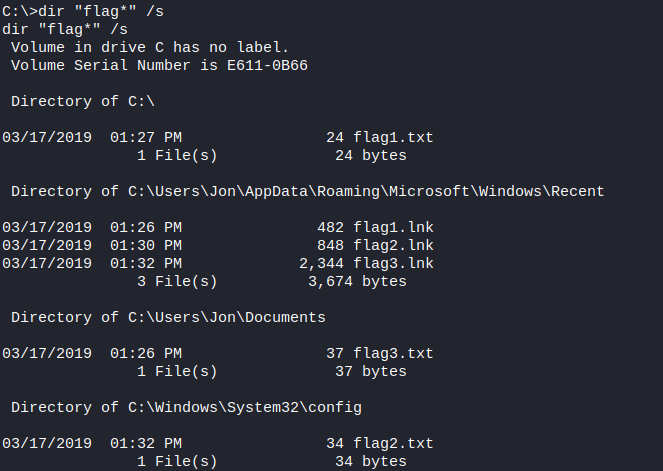 C:\>dir "flag*" /s
dir "flag*" /s
 Volume in drive C has no label.
 Volume Serial Number is E611-0B66

 Directory of C:\

03/17/2019  01:27 PM                24 flag1.txt
               1 File(s)             24 bytes

 Directory of C:\Users\Jon\AppData\Roaming\Microsoft\Windows\Recent

03/17/2019  01:26 PM               482 flag1.lnk
03/17/2019  01:30 PM               848 flag2.lnk
03/17/2019  01:32 PM             2,344 flag3.lnk
               3 File(s)          3,674 bytes

 Directory of C:\Users\Jon\Documents

03/17/2019  01:26 PM                37 flag3.txt
               1 File(s)             37 bytes

 Directory of C:\Windows\System32\config

03/17/2019  01:32 PM                34 flag2.txt
               1 File(s)             34 bytes